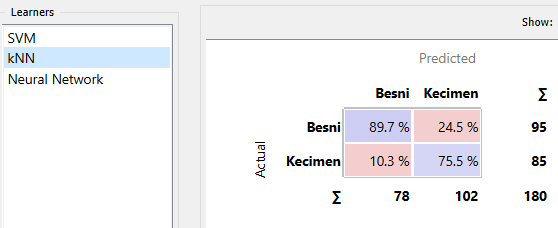 Learners
SVM
kNN
Neural Network
Show:
Predicted
Besni Kecimen ∑
Actual
Besni 89.7 % 24.5 % 95
Kecimen 10.3 % 75.5 % 85
∑ 78 102 180